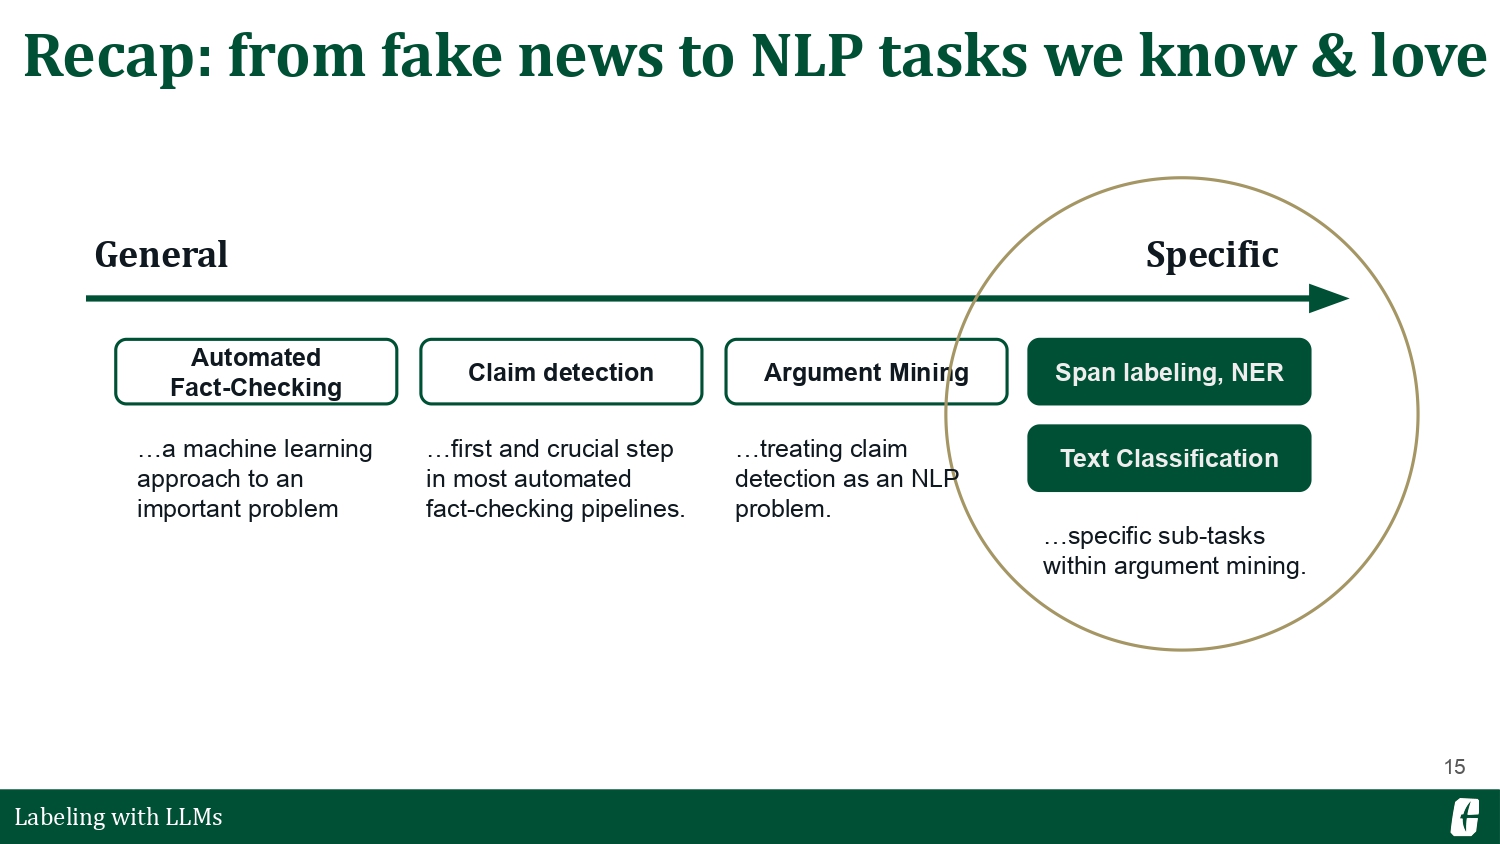 Recap: from fake news to NLP tasks we know & love
General
Specific
Automated
Fact-Checking
…a machine learning
approach to an
important problem
Claim detection
…first and crucial step
in most automated
fact-checking pipelines.
Argument Mining
…treating claim
detection as an NLP
problem.
Span labeling, NER
Text Classification
…specific sub-tasks
within argument mining.
15
Labeling with LLMs